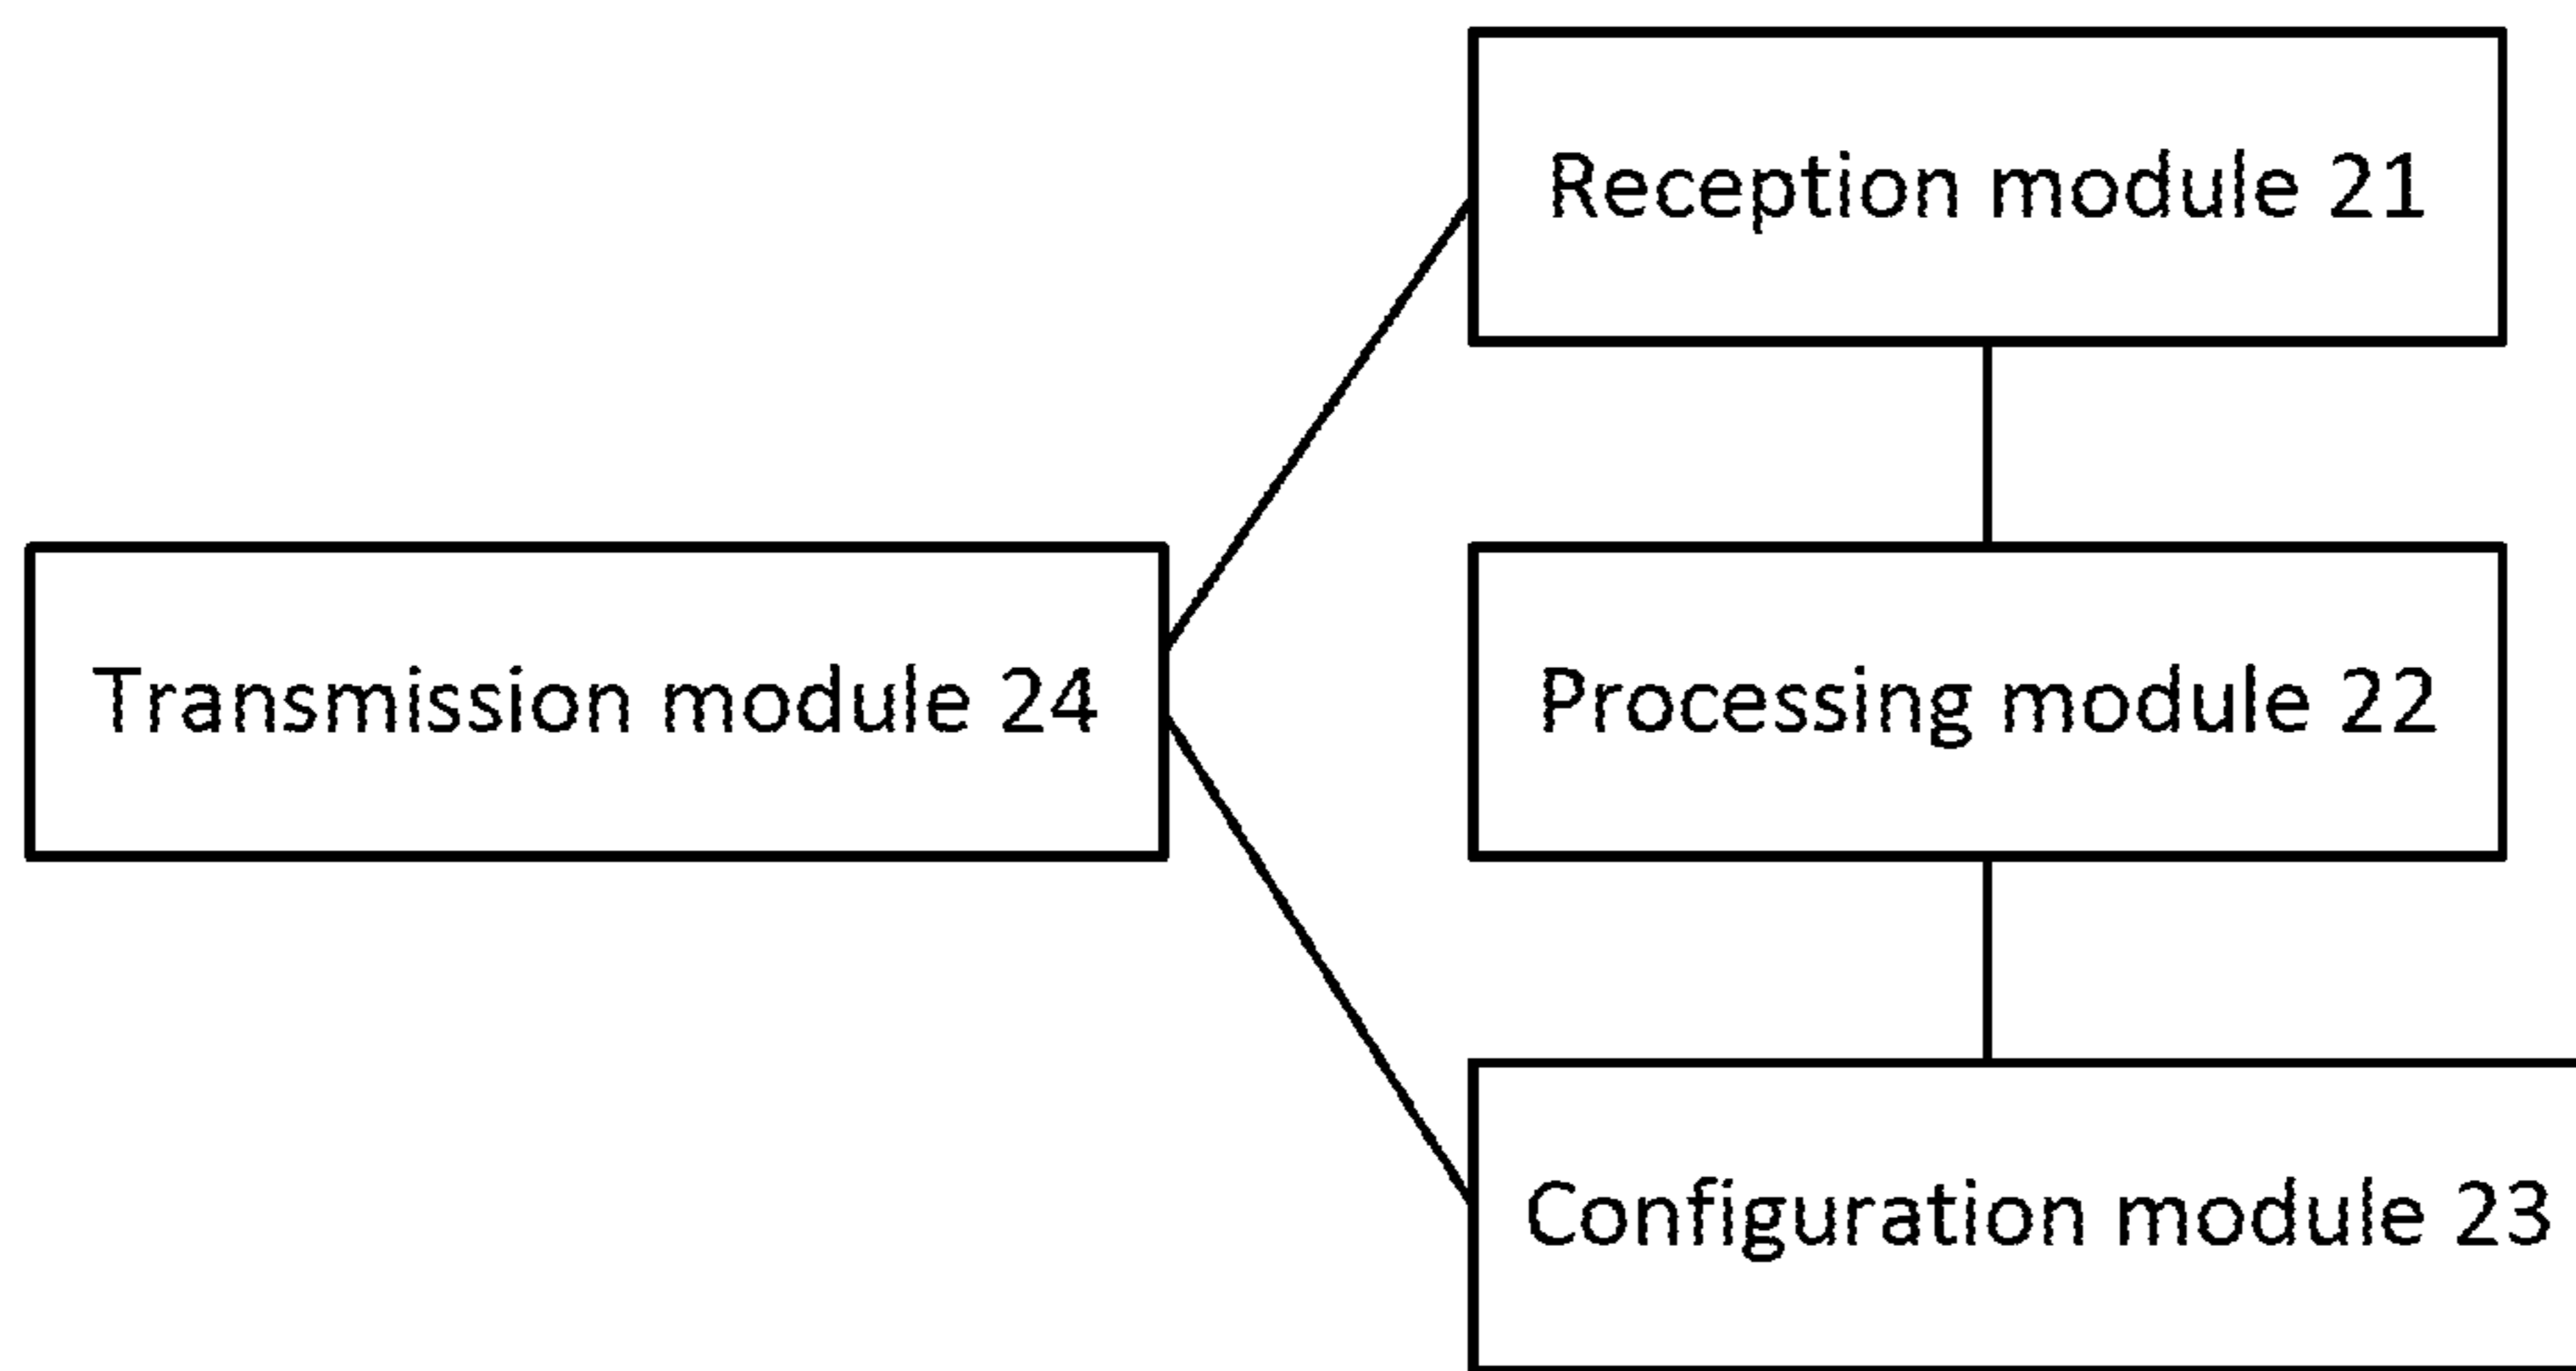 Reception module 21
Transmission module 24
Processing module 22
Configuration module 23